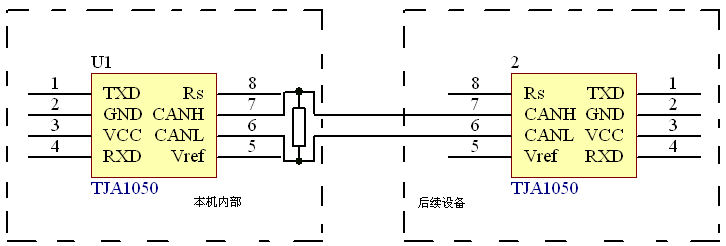 U1 2
1 TXD Rs 8 8 Rs TXD 1
2 GND CANH 7 7 CANH GND 2
3 VCC CANL 6 6 CANL VCC 3
4 RXD Vref 5 5 Vref RXD 4
TJA1050 TJA1050
本机内部 后续设备